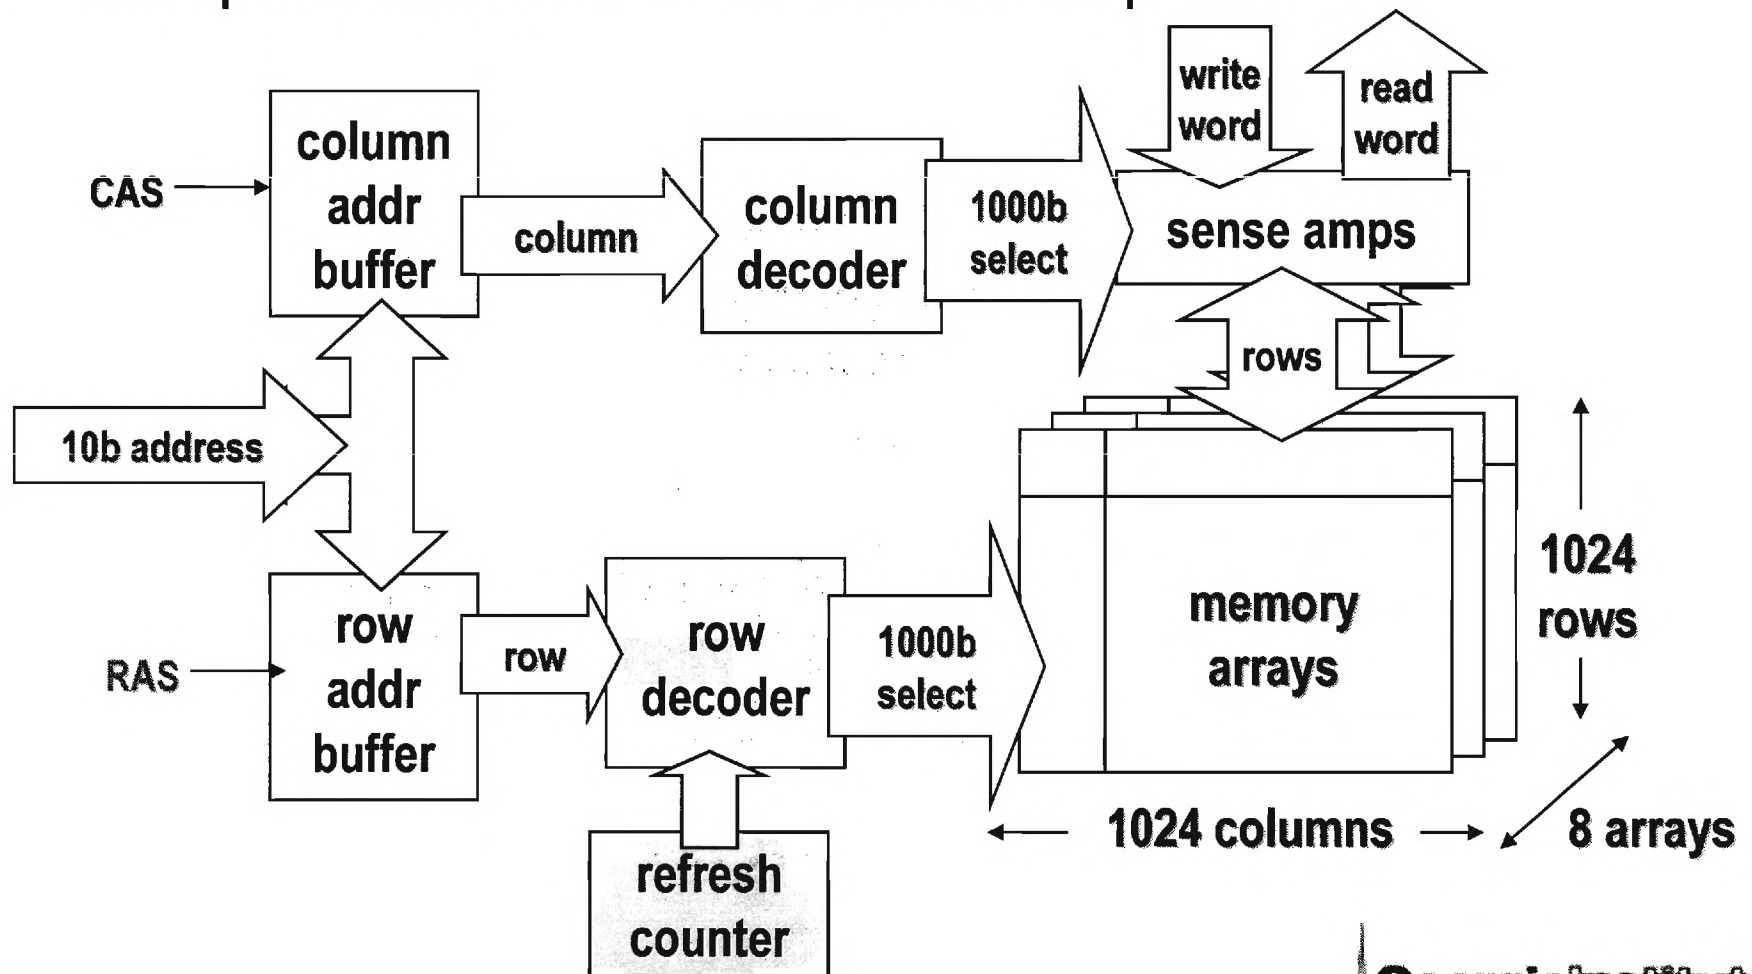 write
word
read
word
column
addr
buffer
CAS
column
column
decoder
1000b
select
sense amps
rows
10b address
row
addr
buffer
RAS
row
row
decoder
1000b
select
memory
arrays
1024
rows
1024 columns
8 arrays
refresh
counter